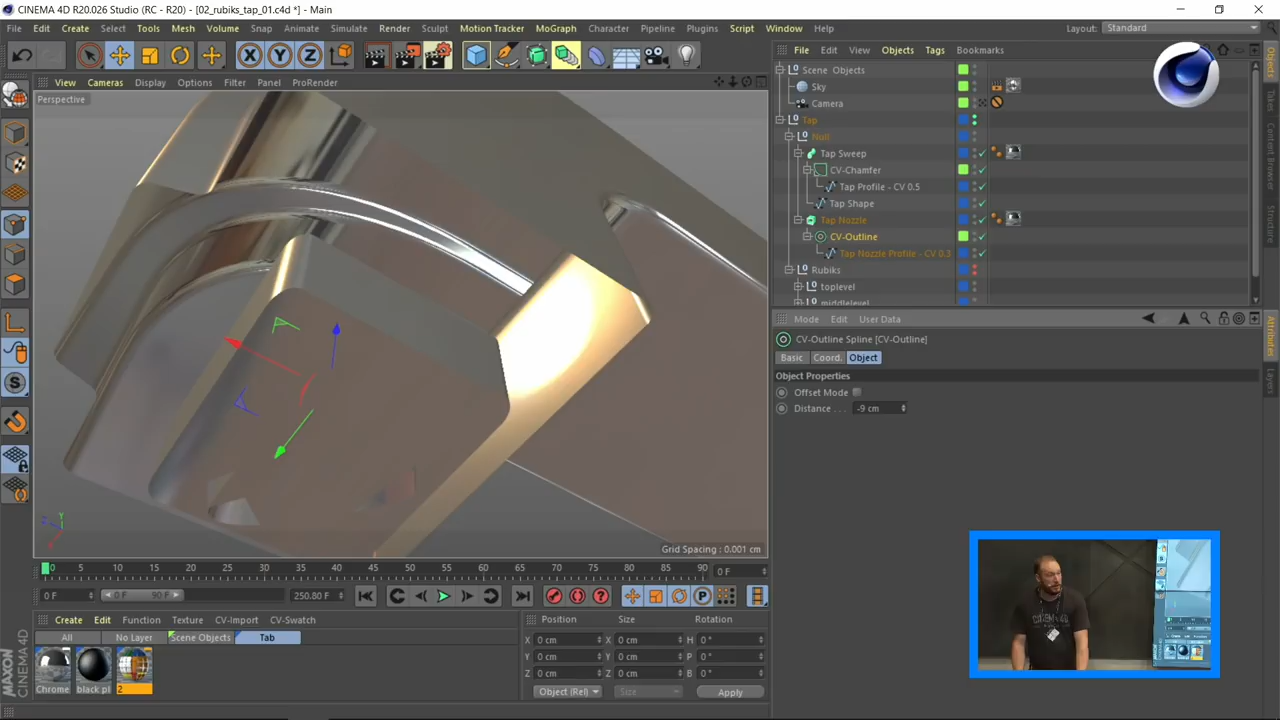 CINEMA 4D R20.026 Studio (RC - R20) - [02_rubiks_tap_01.c4d *] - Main
File Edit Create Select Tools Mesh Volume Snap Animate Simulate Render Sculpt Motion Tracker MoGraph Character Pipeline Plugins Script Window Help Layout: Standard
X Y Z
View Cameras Display Options Filter Panel ProRender
File Edit View Objects Tags Bookmarks
Perspective
Scene Objects
Sky
Camera
Tap
Null
Tap Sweep
CV-Chamfer
Tap Profile - CV 0.5
Tap Shape
Tap Nozzle
CV-Outline
Tap Nozzle Profile - CV 0.3
Rubiks
toplevel
middlelevel
Objects
Takes
Content Browser
Structure
Mode Edit User Data
CV-Outline Spline [CV-Outline]
Basic Coord. Object
Object Properties
Offset Mode
Distance . . . -9 cm
Attributes
Layers
Grid Spacing : 0.001 cm
0 5 10 15 20 25 30 35 40 45 50 55 60 65 70 75 80 85 90 0 F
0 F 0 F 90 F 250.80 F
Create Edit Function Texture CV-Import CV-Swatch
All No Layer Scene Objects Tab
Chrome black pl 2
Position Size Rotation
X 0 cm X 0 cm H 0 °
Y 0 cm Y 0 cm P 0 °
Z 0 cm Z 0 cm B 0 °
Object (Rel) Size Apply
MAXON
CINEMA 4D